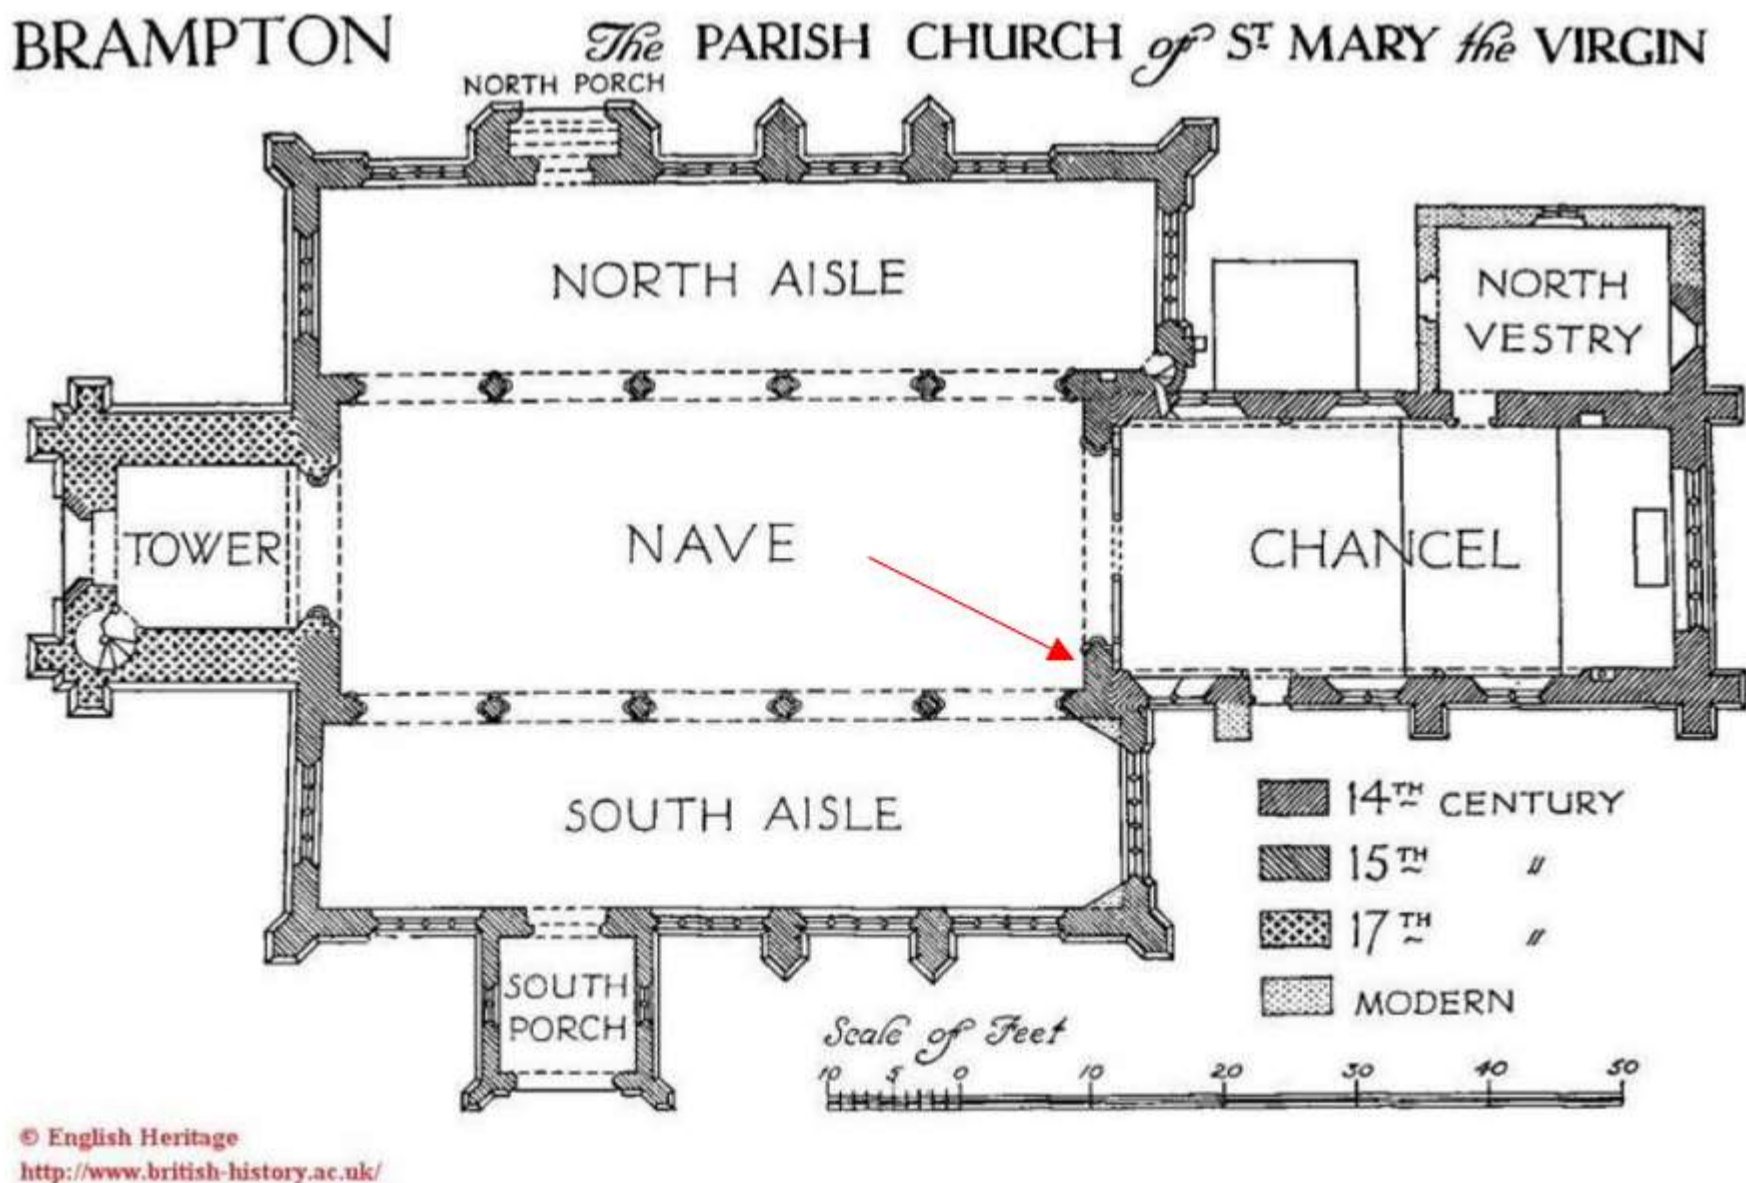 BRAMPTON The PARISH CHURCH of ST MARY the VIRGIN
NORTH PORCH
NORTH AISLE
NORTH
VESTRY
TOWER
NAVE
CHANCEL
SOUTH AISLE
14TH CENTURY
15TH "
17TH "
MODERN
SOUTH
PORCH
Scale of Feet
10 5 0 10 20 30 40 50
© English Heritage
http://www.british-history.ac.uk/